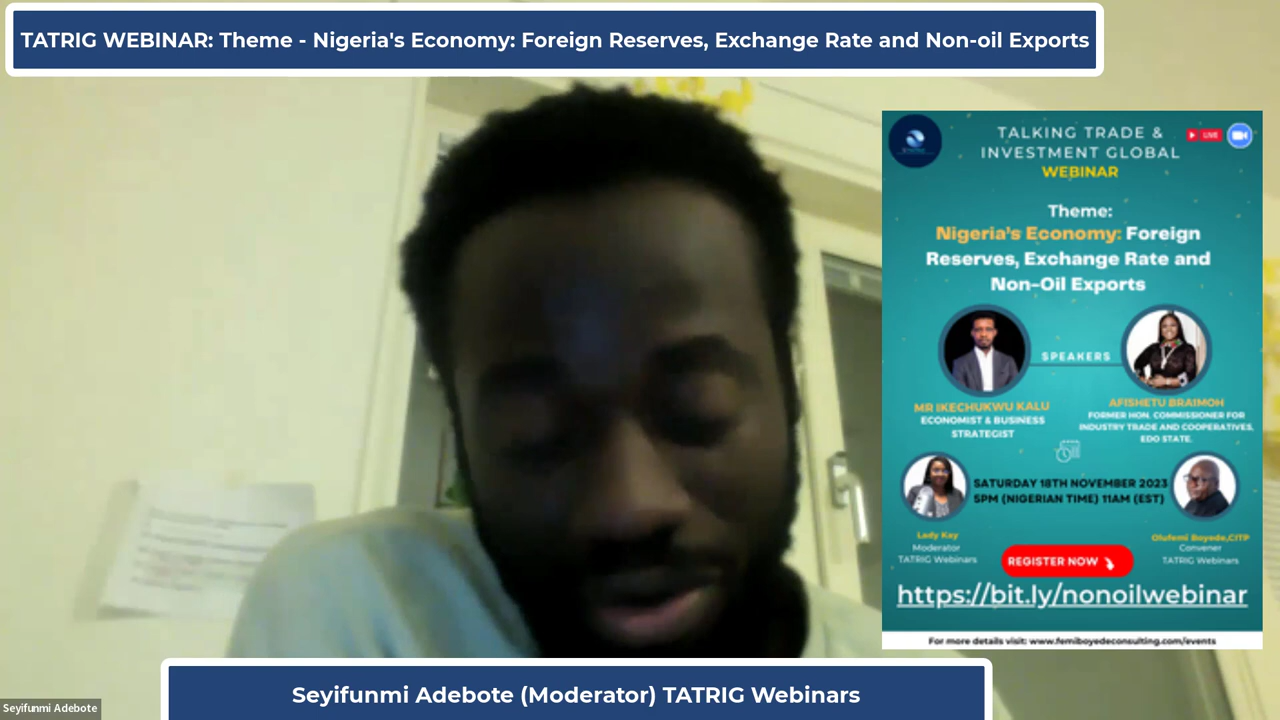 TATRIG WEBINAR: Theme - Nigeria's Economy: Foreign Reserves, Exchange Rate and Non-oil Exports
TALKING TRADE &
INVESTMENT GLOBAL
WEBINAR
LIVE
Theme:
Nigeria's Economy: Foreign
Reserves, Exchange Rate and
Non-Oil Exports
SPEAKERS
MR IKECHUKWU KALU
ECONOMIST & BUSINESS
STRATEGIST
AFISHETU BRAIMOH
FORMER HON. COMMISSIONER FOR
INDUSTRY TRADE AND COOPERATIVES,
EDO STATE.
SATURDAY 18TH NOVEMBER 2023
5PM (NIGERIAN TIME) 11AM (EST)
Lady Kay
Moderator
TATRIG Webinars
Olufemi Boyede,CITP
Convener
TATRIG Webinars
REGISTER NOW
https://bit.ly/nonoilwebinar
For more details visit: www.femiboyedeconsulting.com/events
Seyifunmi Adebote (Moderator) TATRIG Webinars
Seyifunmi Adebote